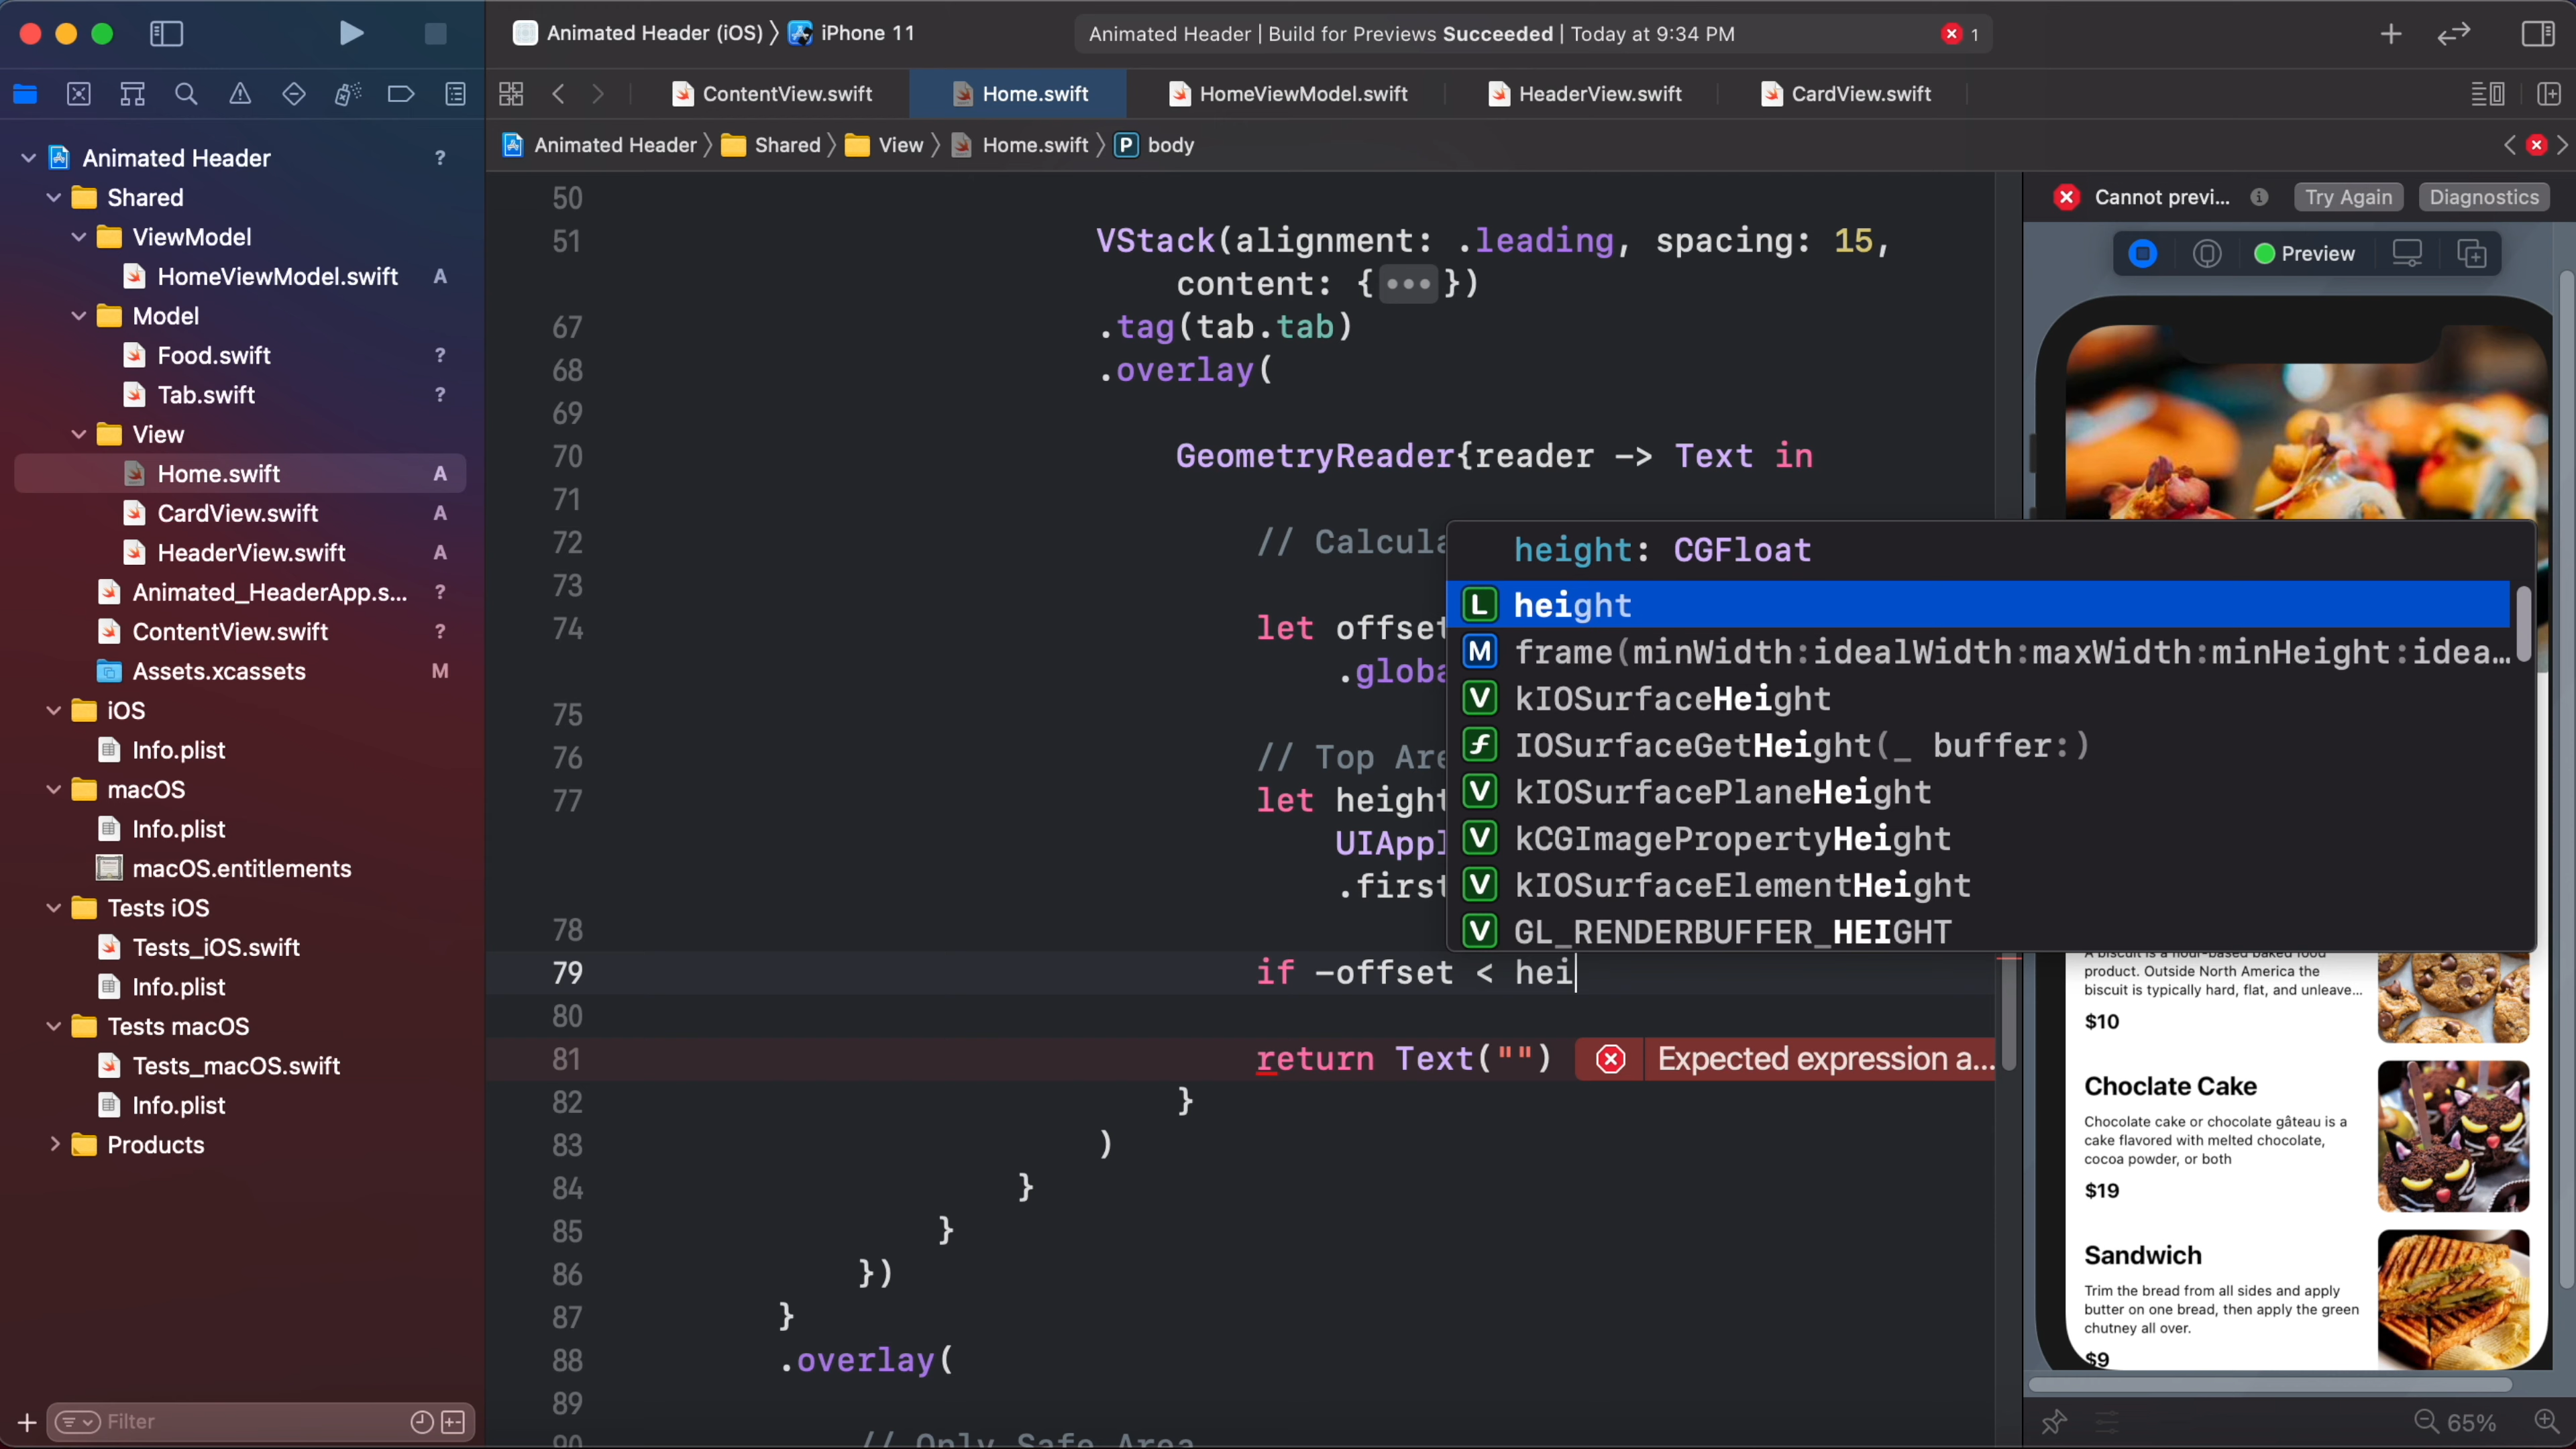 Animated Header (iOS) 〉 iPhone 11
Animated Header | Build for Previews Succeeded | Today at 9:34 PM
1
ContentView.swift
Home.swift
HomeViewModel.swift
HeaderView.swift
CardView.swift
Animated Header 〉 Shared 〉 View 〉 Home.swift 〉 P body
Animated Header ?
Shared
ViewModel
HomeViewModel.swift A
Model
Food.swift ?
Tab.swift ?
View
Home.swift A
CardView.swift A
HeaderView.swift A
Animated_HeaderApp.s... ?
ContentView.swift ?
Assets.xcassets M
iOS
Info.plist
macOS
Info.plist
macOS.entitlements
Tests iOS
Tests_iOS.swift
Info.plist
Tests macOS
Tests_macOS.swift
Info.plist
Products
Filter
50
51 VStack(alignment: .leading, spacing: 15,
content: {•••})
67 .tag(tab.tab)
68 .overlay(
69
70 GeometryReader{reader -> Text in
71
72 // Calcula
73
74 let offset
.globa
75
76 // Top Are
77 let height
UIAppl
.first
78
79 if -offset < hei
80
81 return Text("") Expected expression a...
82 }
83 )
84 }
85 }
86 })
87 }
88 .overlay(
89
90 // Only Safe Area
height: CGFloat
L height
M frame(minWidth:idealWidth:maxWidth:minHeight:idea...
V kIOSurfaceHeight
f IOSurfaceGetHeight(_ buffer:)
V kIOSurfacePlaneHeight
V kCGImagePropertyHeight
V kIOSurfaceElementHeight
V GL_RENDERBUFFER_HEIGHT
Cannot previ...
Try Again
Diagnostics
Preview
A biscuit is a flour-based baked food
product. Outside North America the
biscuit is typically hard, flat, and unleave...
$10
Choclate Cake
Chocolate cake or chocolate gâteau is a
cake flavored with melted chocolate,
cocoa powder, or both
$19
Sandwich
Trim the bread from all sides and apply
butter on one bread, then apply the green
chutney all over.
$9
65%